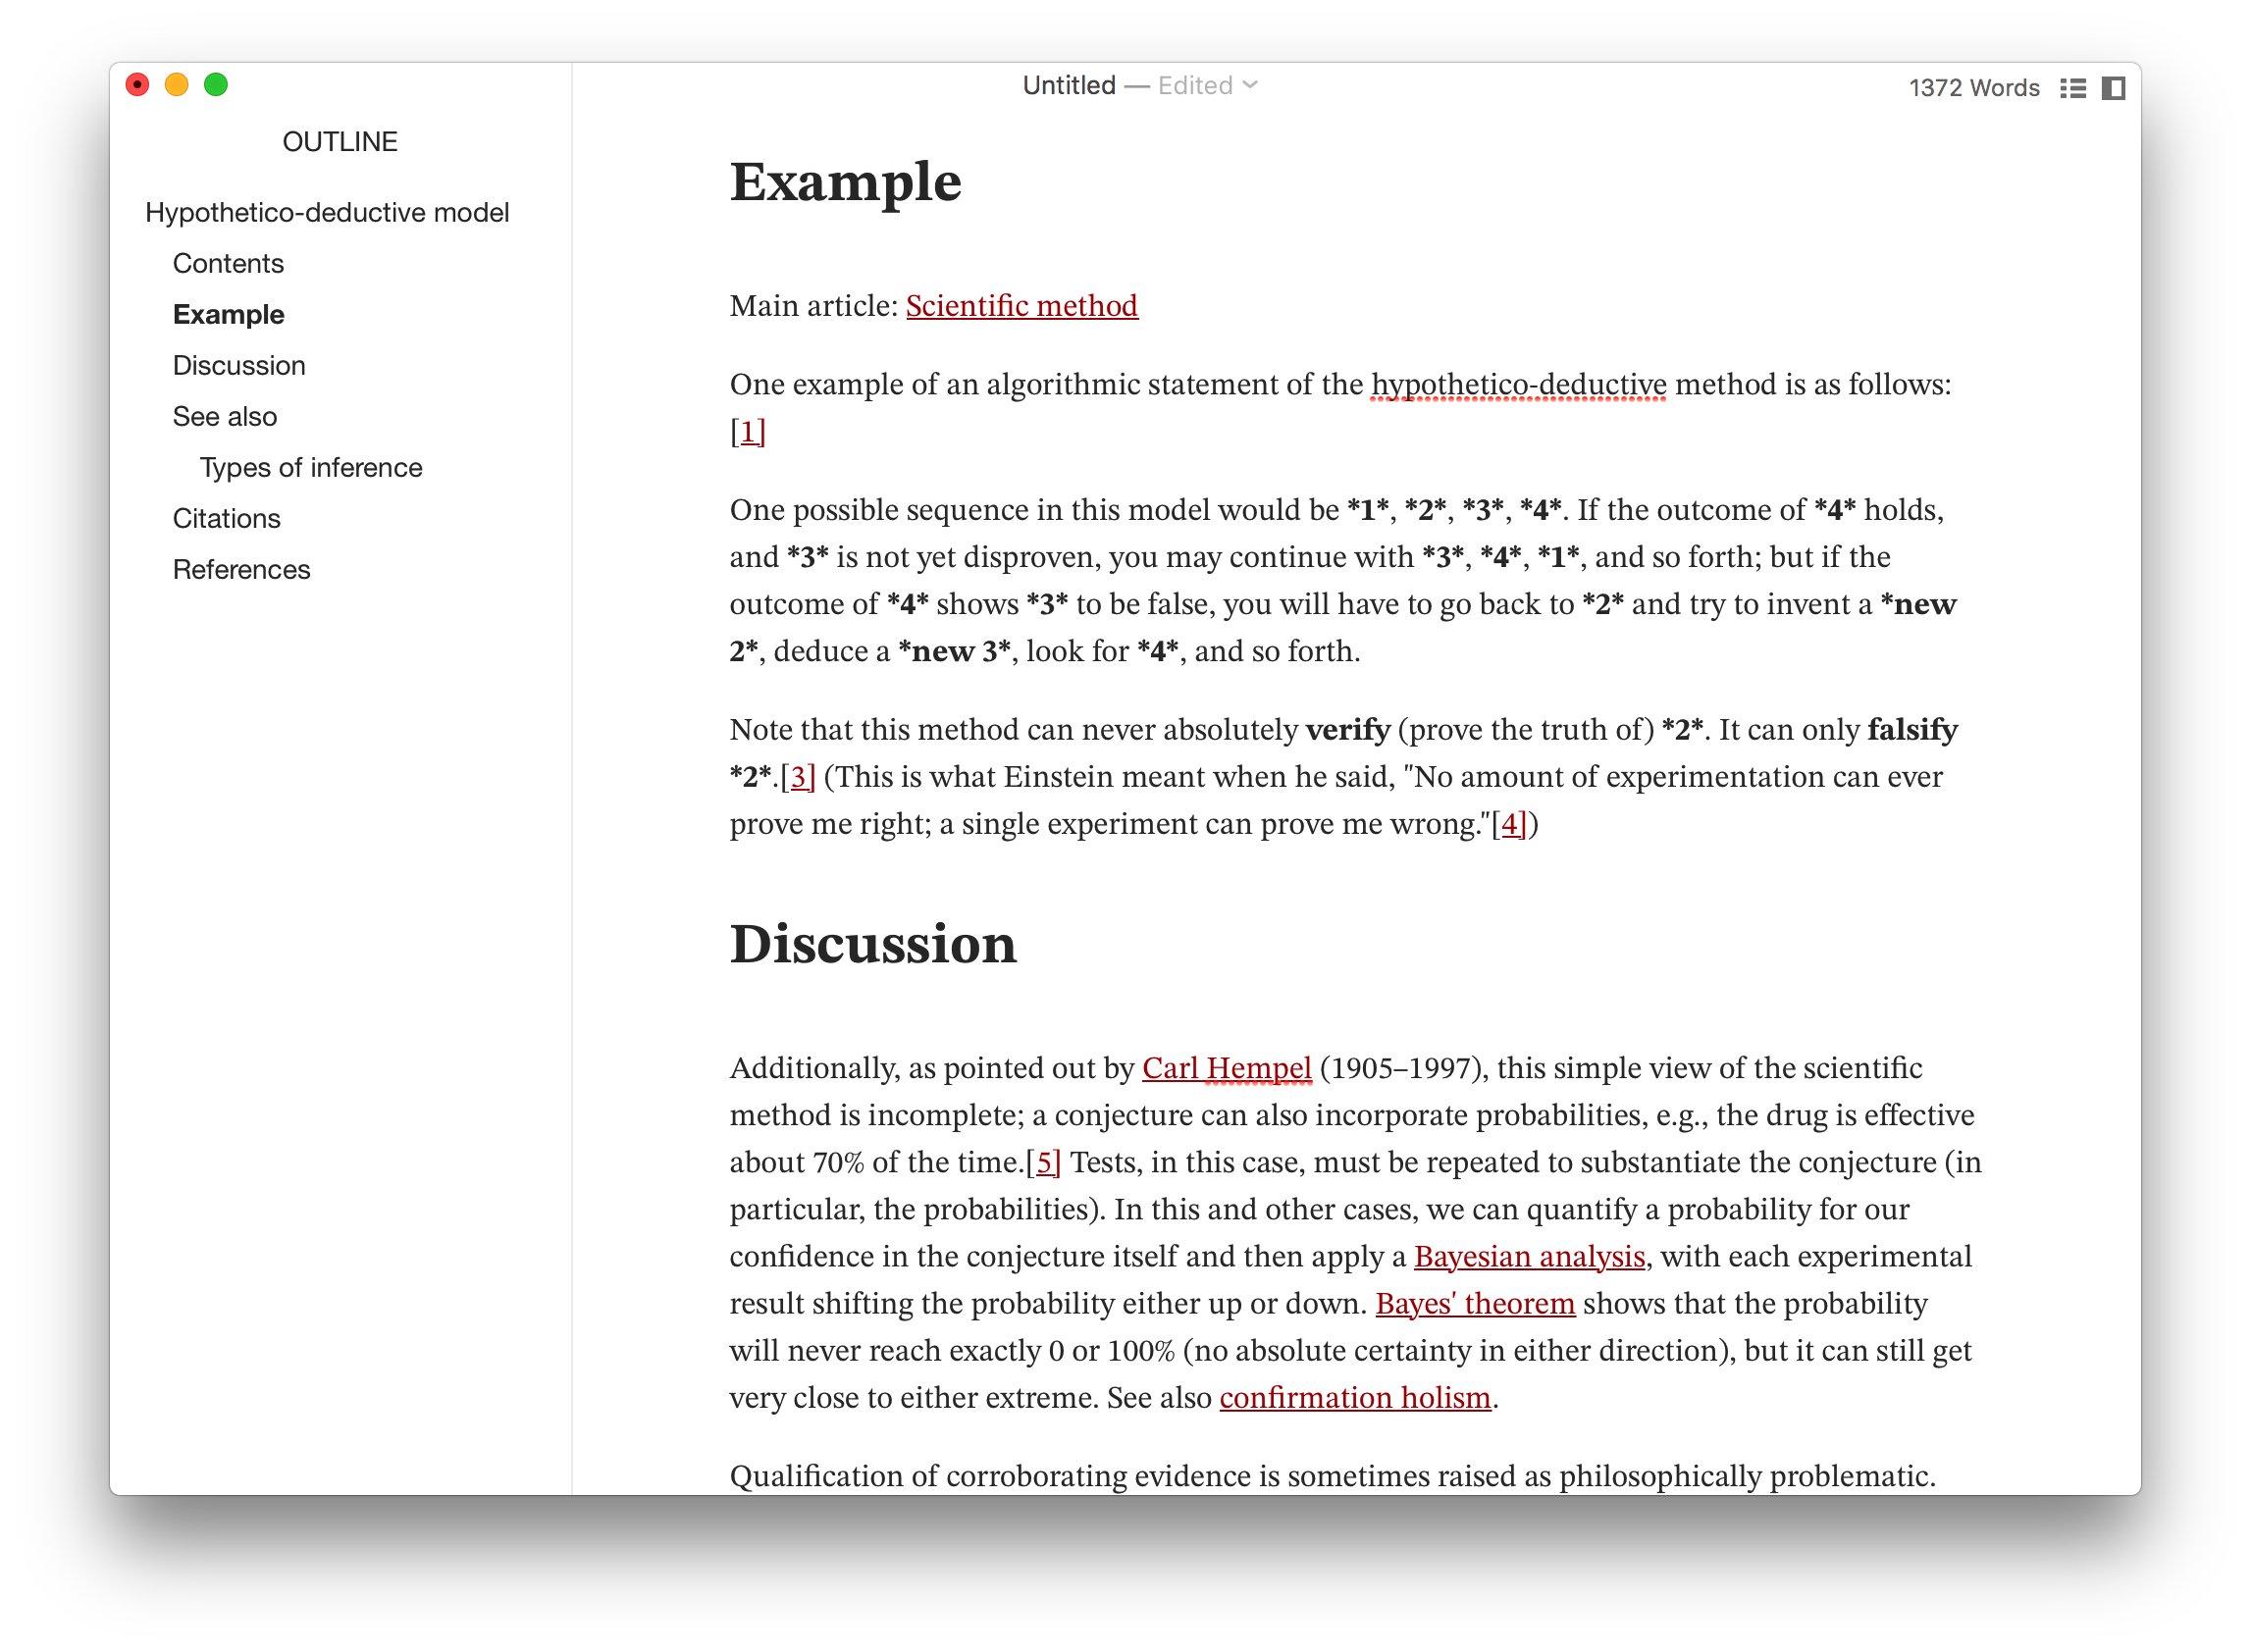 Untitled — Edited
1372 Words
OUTLINE
Hypothetico-deductive model
Contents
Example
Discussion
See also
Types of inference
Citations
References
Example
Main article: Scientific method
One example of an algorithmic statement of the hypothetico-deductive method is as follows:
[1]
One possible sequence in this model would be *1*, *2*, *3*, *4*. If the outcome of *4* holds,
and *3* is not yet disproven, you may continue with *3*, *4*, *1*, and so forth; but if the
outcome of *4* shows *3* to be false, you will have to go back to *2* and try to invent a *new
2*, deduce a *new 3*, look for *4*, and so forth.
Note that this method can never absolutely verify (prove the truth of) *2*. It can only falsify
*2*.[3] (This is what Einstein meant when he said, "No amount of experimentation can ever
prove me right; a single experiment can prove me wrong."[4])
Discussion
Additionally, as pointed out by Carl Hempel (1905–1997), this simple view of the scientific
method is incomplete; a conjecture can also incorporate probabilities, e.g., the drug is effective
about 70% of the time.[5] Tests, in this case, must be repeated to substantiate the conjecture (in
particular, the probabilities). In this and other cases, we can quantify a probability for our
confidence in the conjecture itself and then apply a Bayesian analysis, with each experimental
result shifting the probability either up or down. Bayes' theorem shows that the probability
will never reach exactly 0 or 100% (no absolute certainty in either direction), but it can still get
very close to either extreme. See also confirmation holism.
Qualification of corroborating evidence is sometimes raised as philosophically problematic.